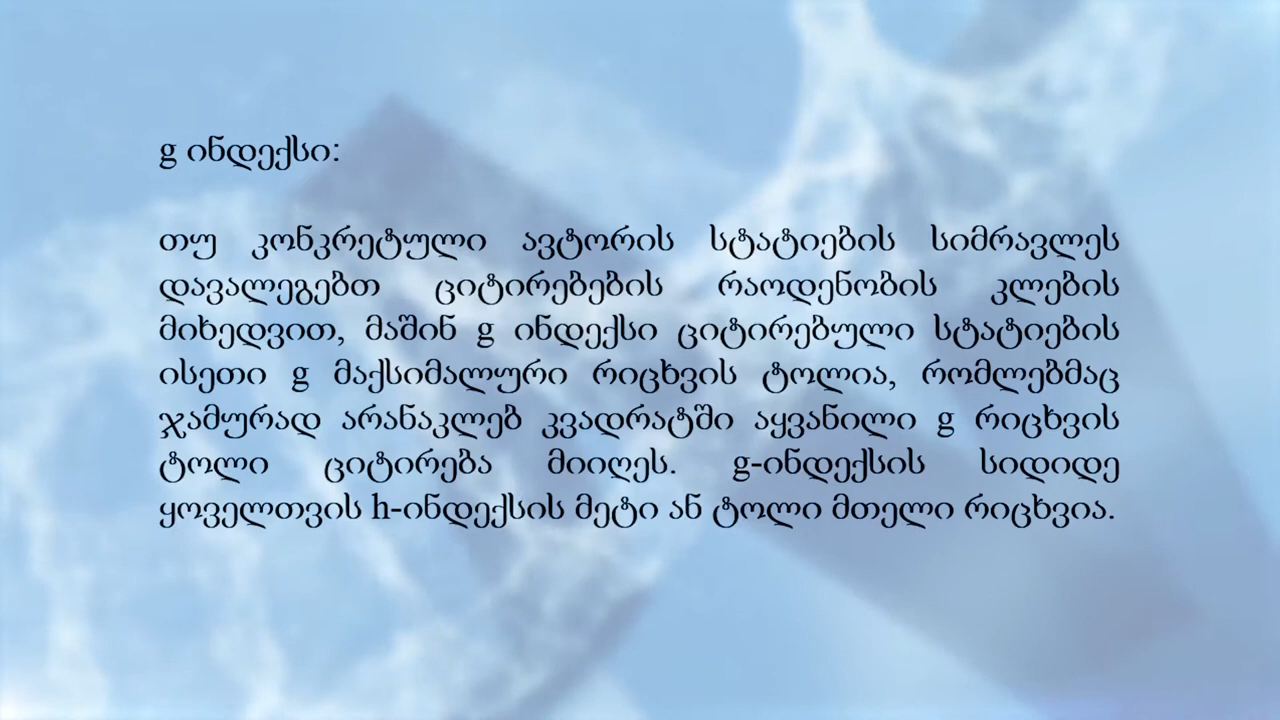 g ინდექსი:
თუ კონკრეტული ავტორის სტატიების სიმრავლეს
დავალეგებთ ციტირებების რაოდენობის კლების
მიხედვით, მაშინ g ინდექსი ციტირებული სტატიების
ისეთი g მაქსიმალური რიცხვის ტოლია, რომლებმაც
ჯამურად არანაკლებ კვადრატში აყვანილი g რიცხვის
ტოლი ციტირება მიიღეს. g-ინდექსის სიდიდე
ყოველთვის h-ინდექსის მეტი ან ტოლი მთელი რიცხვია.